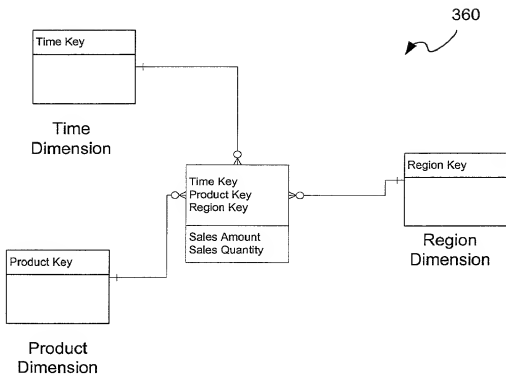 360
Time Key
Time
Dimension
Time Key
Product Key
Region Key
Sales Amount
Sales Quantity
Region Key
Region
Dimension
Product Key
Product
Dimension